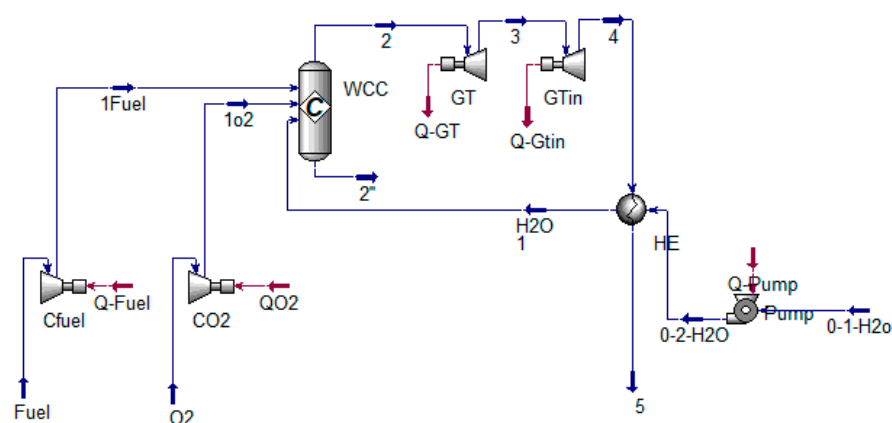 2
3
4
WCC
1Fuel
1o2
C
GT
GTin
Q-GT
Q-Gtin
2"
H2O
1
HE
Q-Fuel
QO2
Q-Pump
Cfuel
CO2
Pump
0-2-H2O
0-1-H2o
Fuel
O2
5